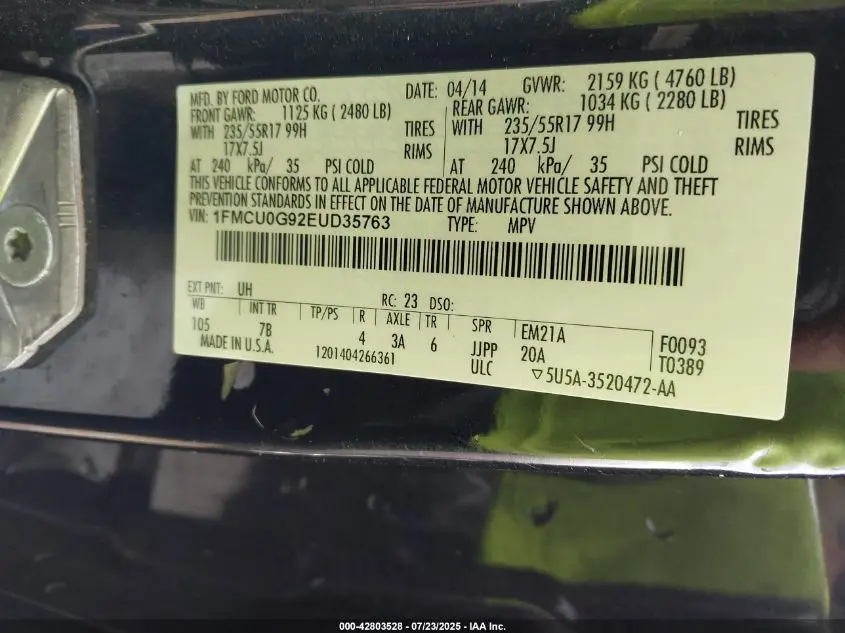 MFD. BY FORD MOTOR CO.
DATE: 04/14 GVWR: 2159 KG ( 4760 LB)
FRONT GAWR: 1125 KG ( 2480 LB) REAR GAWR: 1034 KG ( 2280 LB)
WITH 235/55R17 99H TIRES WITH 235/55R17 99H TIRES
17X7.5J RIMS 17X7.5J RIMS
AT 240 kPa/ 35 PSI COLD AT 240 kPa/ 35 PSI COLD
THIS VEHICLE CONFORMS TO ALL APPLICABLE FEDERAL MOTOR VEHICLE SAFETY AND THEFT
PREVENTION STANDARDS IN EFFECT ON THE DATE OF MANUFACTURE SHOWN ABOVE.
VIN: 1FMCU0G92EUD35763 TYPE: MPV
EXT PNT: UH RC: 23 DSO:
WB INT TR TP/PS R AXLE TR SPR EM21A F0093
105 7B 4 3A 6 JJPP 20A T0389
MADE IN U.S.A. 1201404266361 ULC ▽5U5A-3520472-AA
000-42803528 - 07/23/2025 - IAA Inc.